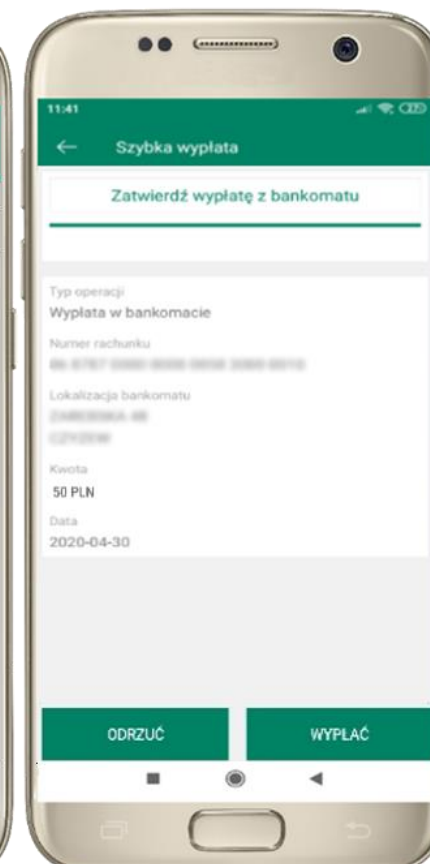 11:41
Szybka wypłata
Zatwierdź wypłatę z bankomatu
Typ operacji
Wypłata w bankomacie
Numer rachunku
Lokalizacja bankomatu
Kwota
50 PLN
Data
2020-04-30
ODRZUĆ
WYPŁAĆ